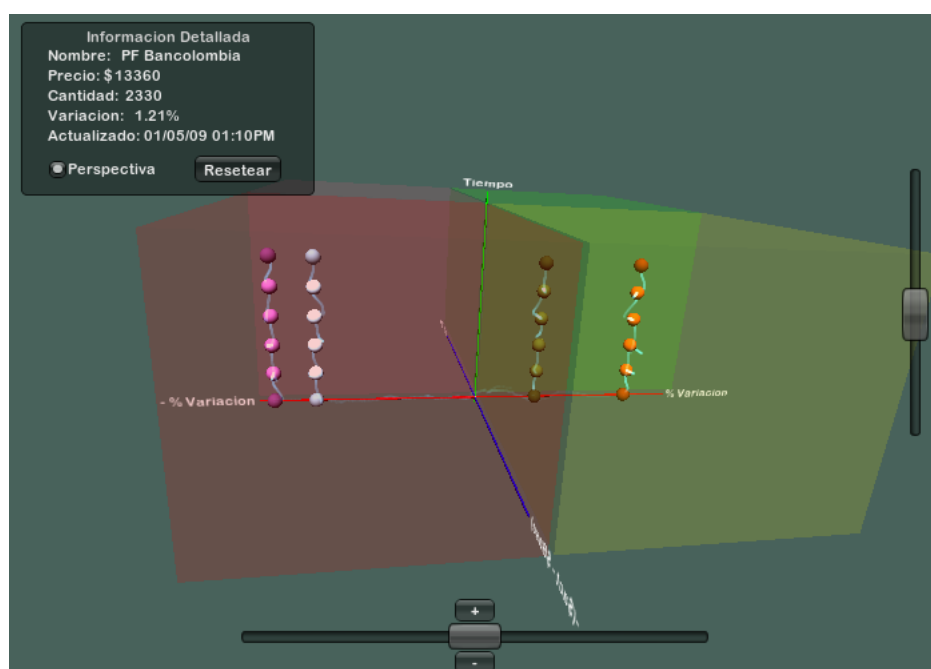 Informacion Detallada
Nombre: PF Bancolombia
Precio: $13360
Cantidad: 2330
Variacion: 1.21%
Actualizado: 01/05/09 01:10PM
Perspectiva
Resetear
Tiempo
- % Variacion
% Variacion
+
-